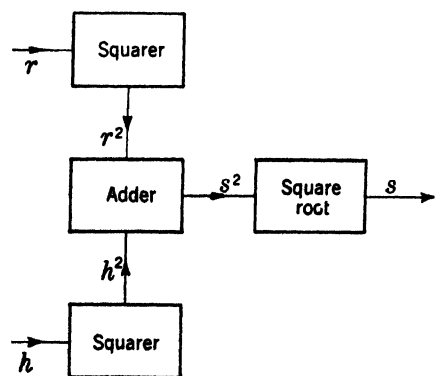 Squarer
r
r²
Adder
s²
Square
root
s
h²
Squarer
h